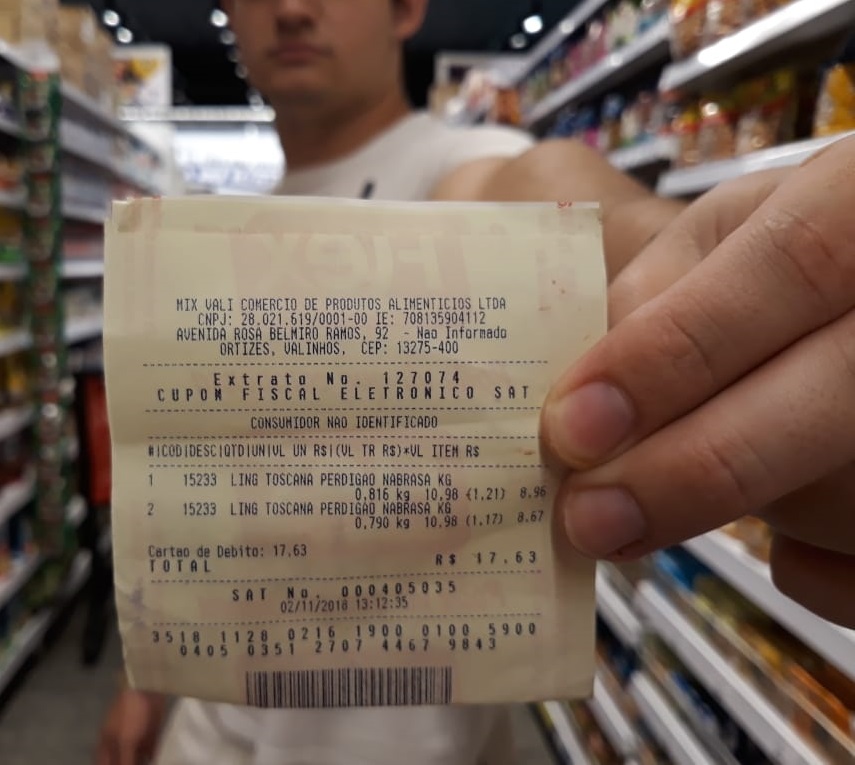 MIX VALI COMERCIO DE PRODUTOS ALIMENTICIOS LTDA
CNPJ: 28.021.619/0001-00 IE: 708135904112
AVENIDA ROSA BELMIRO RAMOS, 92 - Nao Informado
ORTIZES, VALINHOS, CEP: 13275-400
Extrato No. 127074
CUPOM FISCAL ELETRONICO SAT
CONSUMIDOR NAO IDENTIFICADO
#|COD|DESC|QTD|UN|VL UN R$|(VL TR R$)*VL ITEM R$
1 15233 LING TOSCANA PERDIGAO NABRASA KG
0,816 kg 10,98 (1,21) 8,96
2 15233 LING TOSCANA PERDIGAO NABRASA KG
0,790 kg 10,98 (1,17) 8,67
Cartao de Debito: 17,63
TOTAL R$ 17,63
SAT No. 000405035
02/11/2018 13:12:35
3518 1128 0216 1900 0100 5900
0405 0351 2707 4467 9843